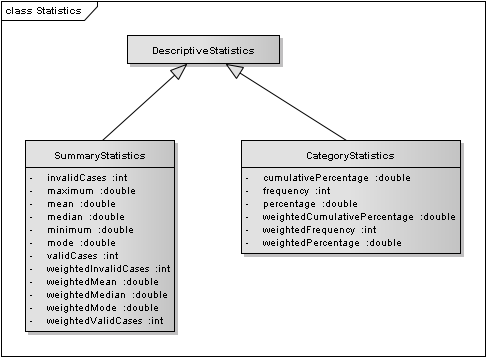 class Statistics
DescriptiveStatistics
SummaryStatistics
- invalidCases :int
- maximum :double
- mean :double
- median :double
- minimum :double
- mode :double
- validCases :int
- weightedInvalidCases :int
- weightedMean :double
- weightedMedian :double
- weightedMode :double
- weightedValidCases :int
CategoryStatistics
- cumulativePercentage :double
- frequency :int
- percentage :double
- weightedCumulativePercentage :double
- weightedFrequency :int
- weightedPercentage :double